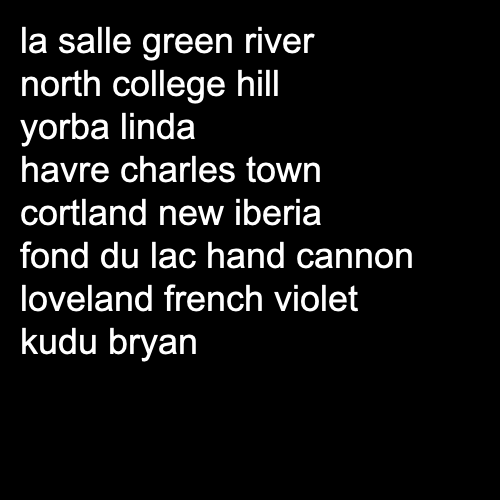 la salle green river
north college hill
yorba linda
havre charles town
cortland new iberia
fond du lac hand cannon
loveland french violet
kudu bryan